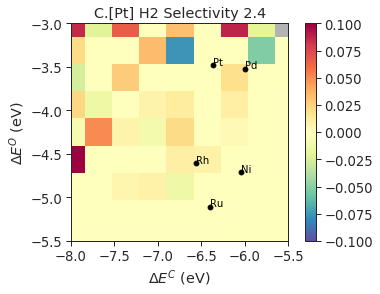 C.[Pt] H2 Selectivity 2.4
−3.0
−3.5
−4.0
−4.5
−5.0
−5.5
ΔE^O (eV)
Pt
Pd
Rh
Ni
Ru
−8.0 −7.5 −7.0 −6.5 −6.0 −5.5
ΔE^C (eV)
0.100
0.075
0.050
0.025
0.000
−0.025
−0.050
−0.075
−0.100